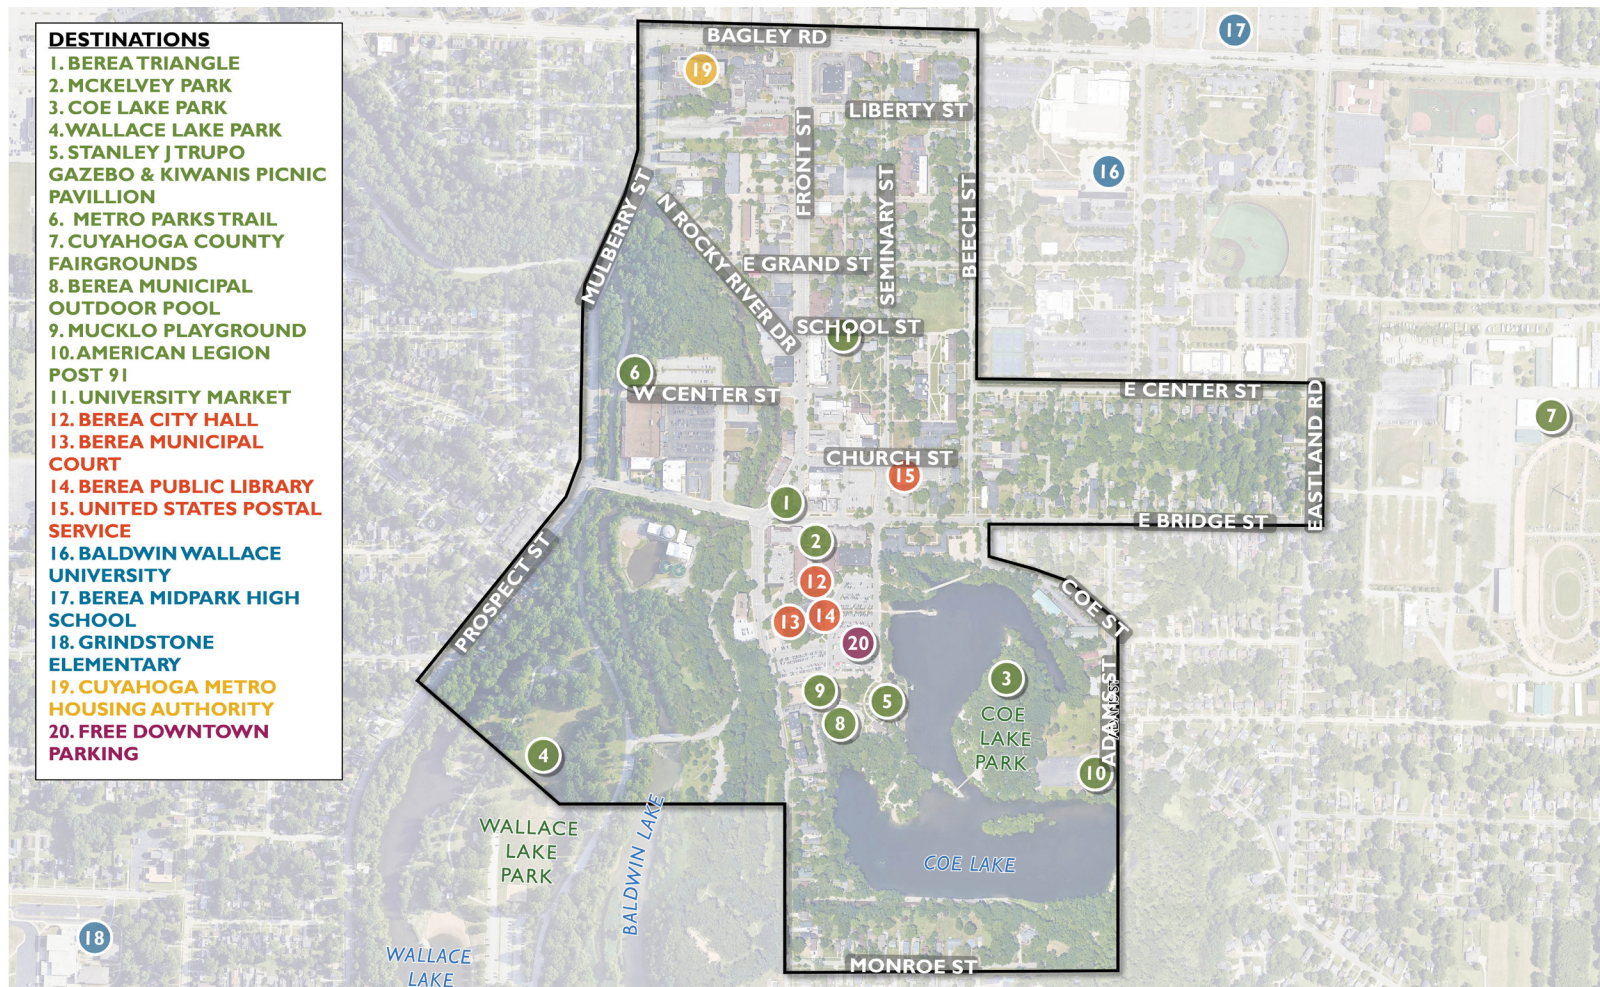 DESTINATIONS
1. BEREA TRIANGLE
2. MCKELVEY PARK
3. COE LAKE PARK
4. WALLACE LAKE PARK
5. STANLEY J TRUPO
GAZEBO & KIWANIS PICNIC
PAVILLION
6. METRO PARKS TRAIL
7. CUYAHOGA COUNTY
FAIRGROUNDS
8. BEREA MUNICIPAL
OUTDOOR POOL
9. MUCKLO PLAYGROUND
10. AMERICAN LEGION
POST 91
11. UNIVERSITY MARKET
12. BEREA CITY HALL
13. BEREA MUNICIPAL
COURT
14. BEREA PUBLIC LIBRARY
15. UNITED STATES POSTAL
SERVICE
16. BALDWIN WALLACE
UNIVERSITY
17. BEREA MIDPARK HIGH
SCHOOL
18. GRINDSTONE
ELEMENTARY
19. CUYAHOGA METRO
HOUSING AUTHORITY
20. FREE DOWNTOWN
PARKING
BAGLEY RD
17
19
LIBERTY ST
FRONT ST
16
MULBERRY ST
N ROCKY RIVER DR
SEMINARY ST
BEECH ST
E GRAND ST
SCHOOL ST
11
6
W CENTER ST
E CENTER ST
EASTLAND RD
7
CHURCH ST
15
1
E BRIDGE ST
2
PROSPECT ST
12
COE ST
13
14
20
ADAMS ST
ADAMS ST
3
9
5
8
COE
LAKE
PARK
4
10
WALLACE
LAKE
PARK
BALDWIN LAKE
COE LAKE
18
WALLACE
LAKE
MONROE ST